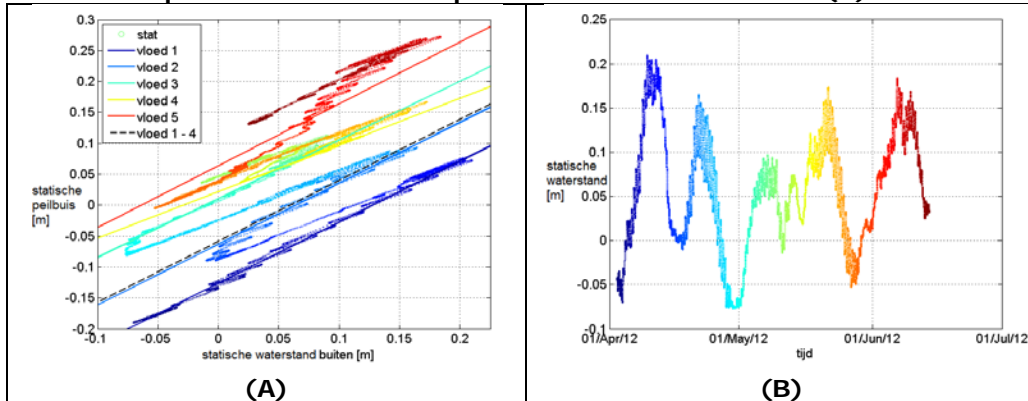 0.3
0.25
0.2
0.15
0.1
0.05
0
-0.05
-0.1
-0.15
-0.2
statische
peilbuis
[m]
stat
vloed 1
vloed 2
vloed 3
vloed 4
vloed 5
vloed 1 - 4
-0.1
-0.05
0
0.05
0.1
0.15
0.2
statische waterstand buiten [m]
(A)
0.25
0.2
0.15
0.1
0.05
0
-0.05
-0.1
statische
waterstand
[m]
01/Apr/12
01/May/12
01/Jun/12
01/Jul/12
tijd
(B)